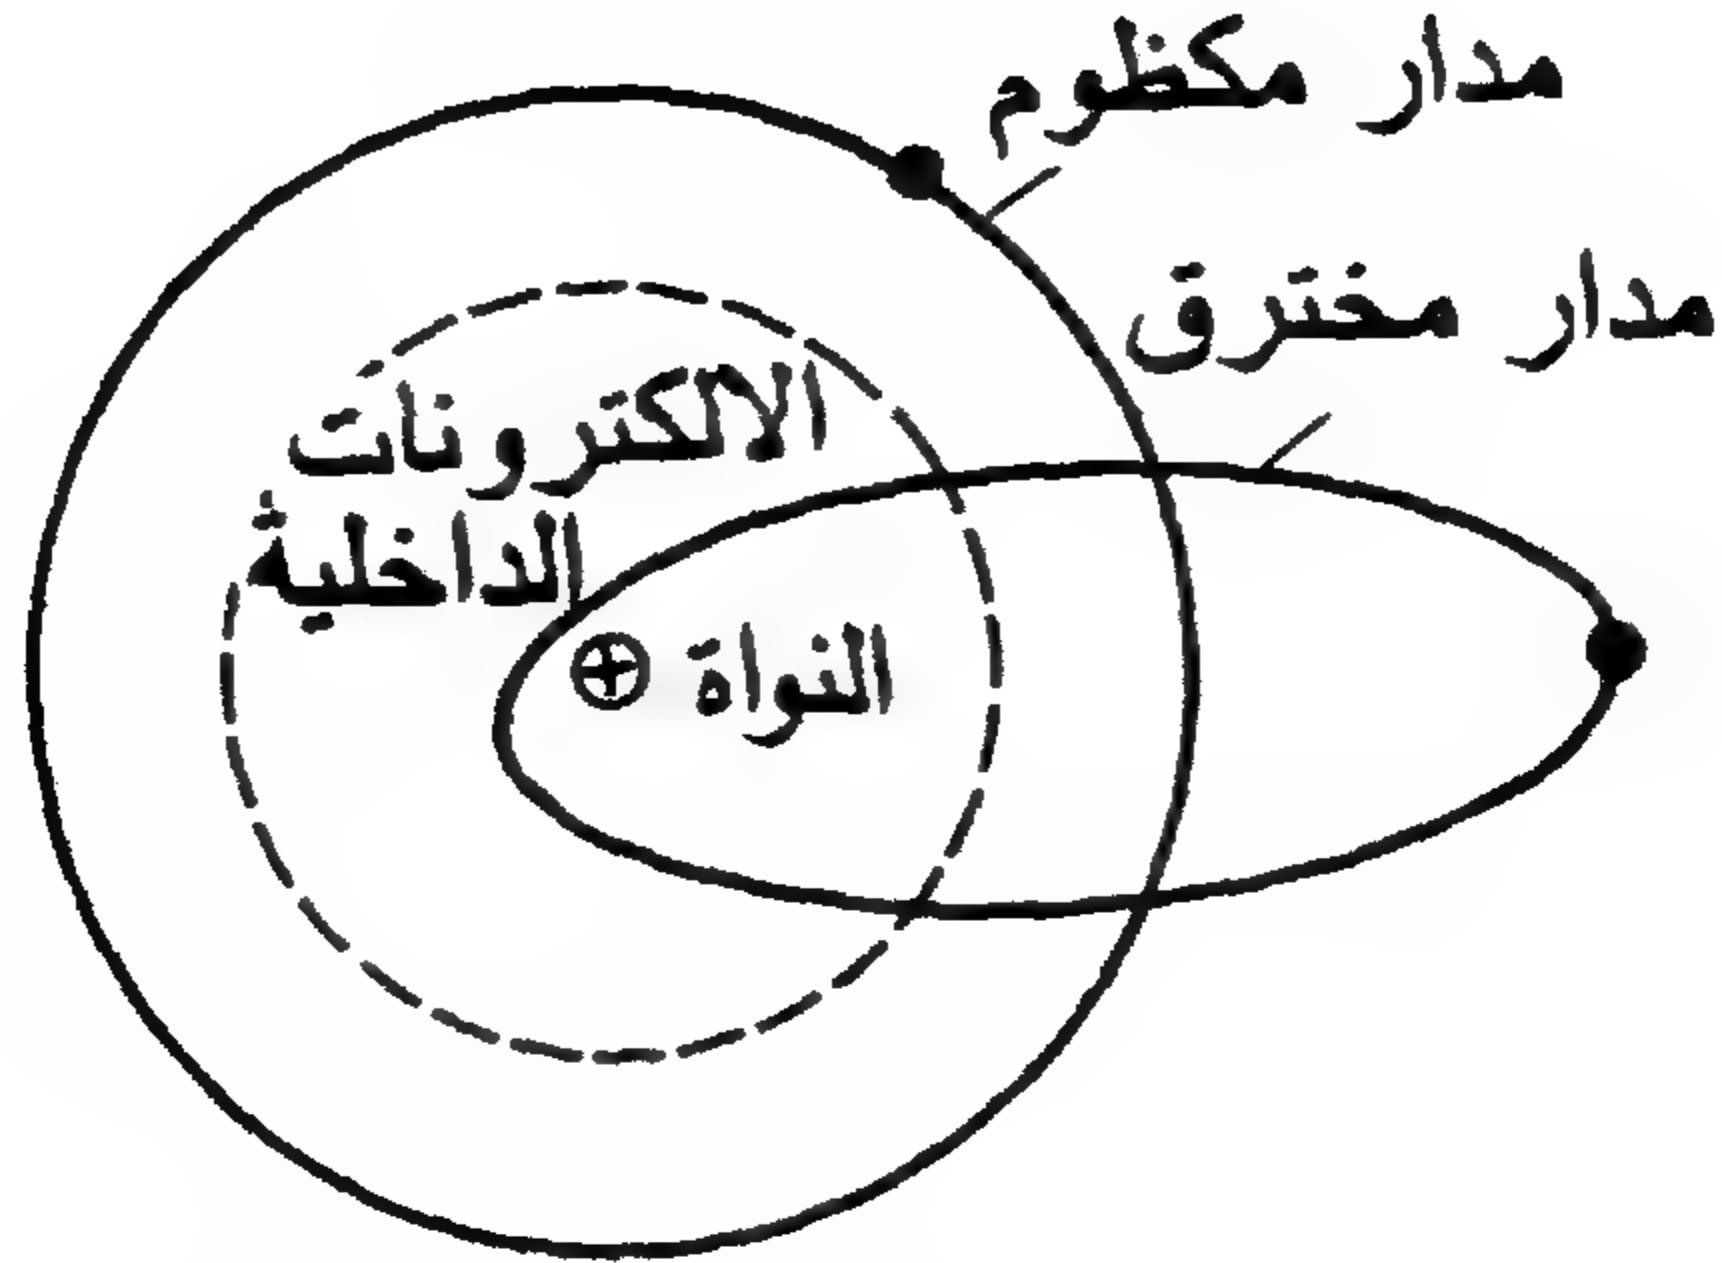 مدار مكظوم
مدار مخترق
الالكترونات
الداخلية
النواة